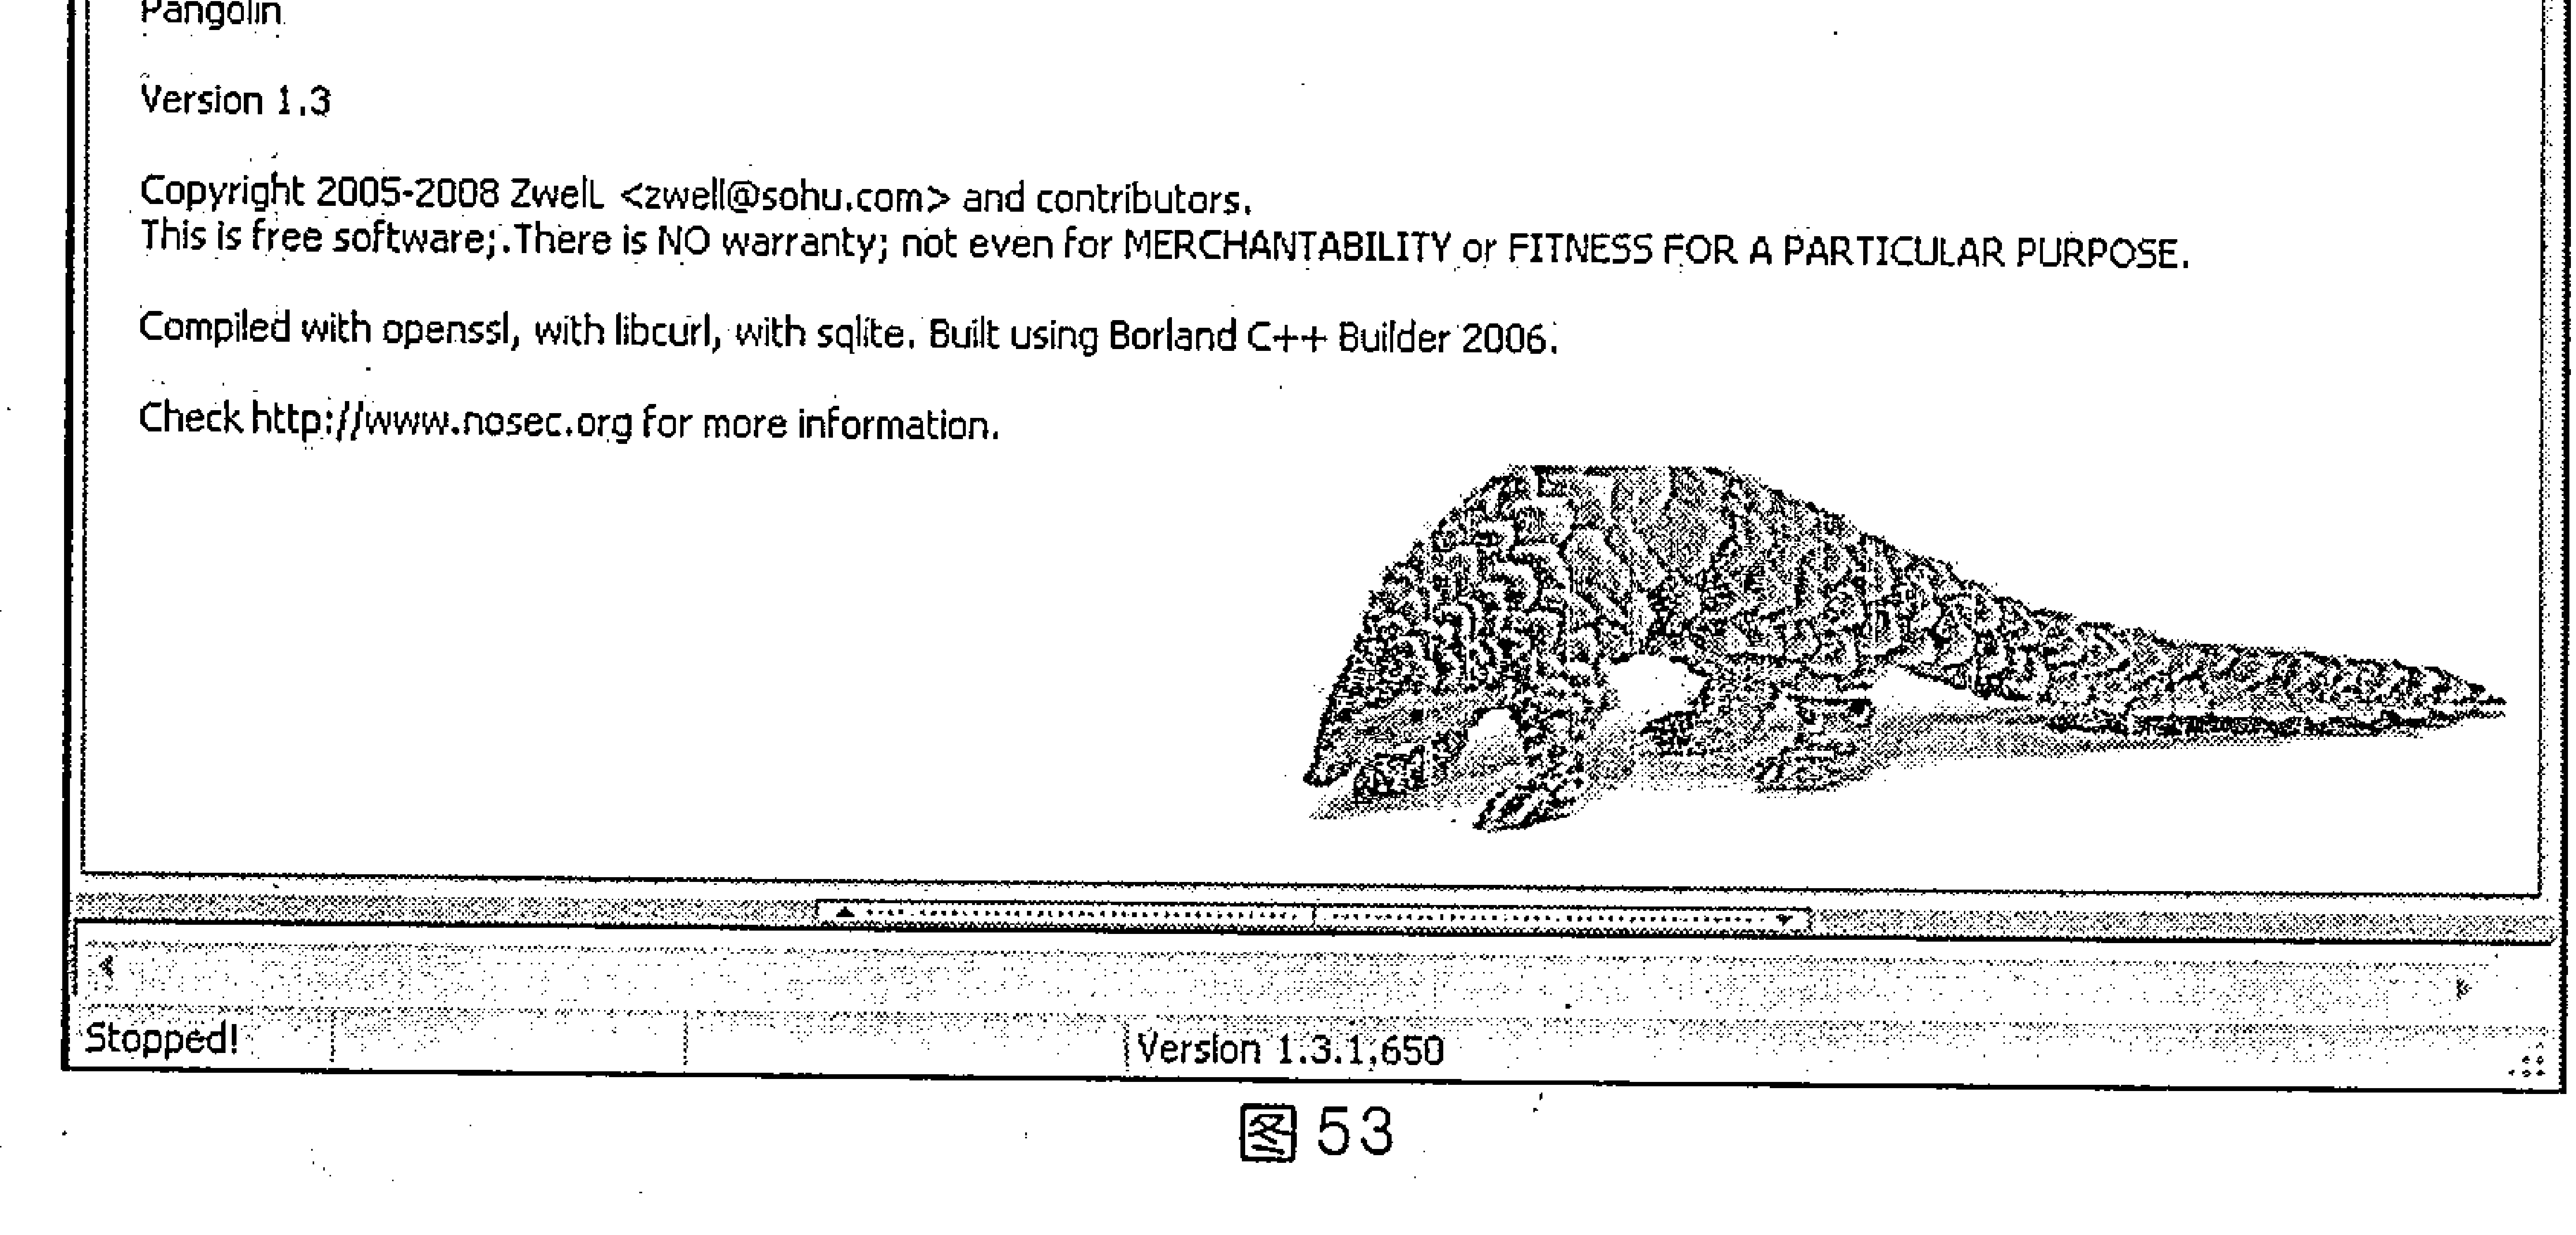 Pangolin
Version 1.3
Copyright 2005-2008 ZwelL <zwell@sohu.com> and contributors.
This is free software; There is NO warranty; not even for MERCHANTABILITY or FITNESS FOR A PARTICULAR PURPOSE.
Compiled with openssl, with libcurl, with sqlite. Built using Borland C++ Builder 2006.
Check http://www.nosec.org for more information.
Stopped!
Version 1.3.1.650
图 53